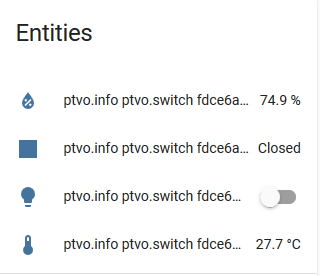 Entities
ptvo.info ptvo.switch fdce6a... 74.9 %
ptvo.info ptvo.switch fdce6a... Closed
ptvo.info ptvo.switch fdce6...
ptvo.info ptvo.switch fdce6... 27.7 °C